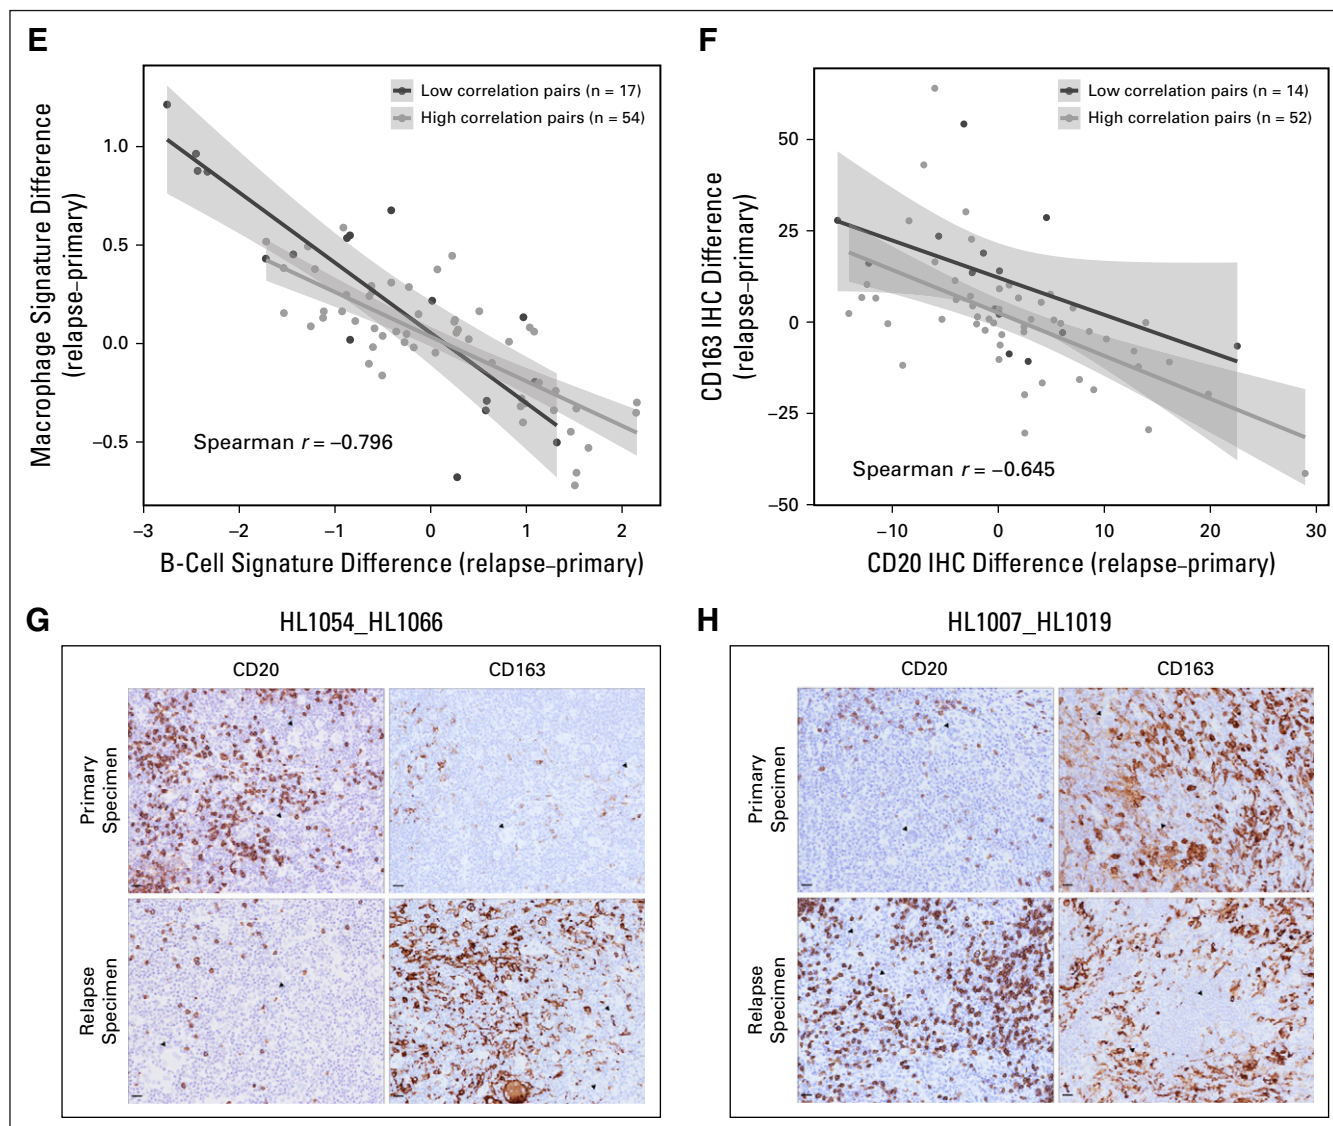 E
Macrophage Signature Difference
(relapse–primary)
1.0
0.5
0.0
–0.5
Low correlation pairs (n = 17)
High correlation pairs (n = 54)
Spearman r = –0.796
–3
–2
–1
0
1
2
B-Cell Signature Difference (relapse–primary)
F
CD163 IHC Difference
(relapse–primary)
50
25
0
–25
–50
Low correlation pairs (n = 14)
High correlation pairs (n = 52)
Spearman r = –0.645
–10
0
10
20
30
CD20 IHC Difference (relapse–primary)
G
HL1054_HL1066
CD20
CD163
Primary
Specimen
Relapse
Specimen
H
HL1007_HL1019
CD20
CD163
Primary
Specimen
Relapse
Specimen